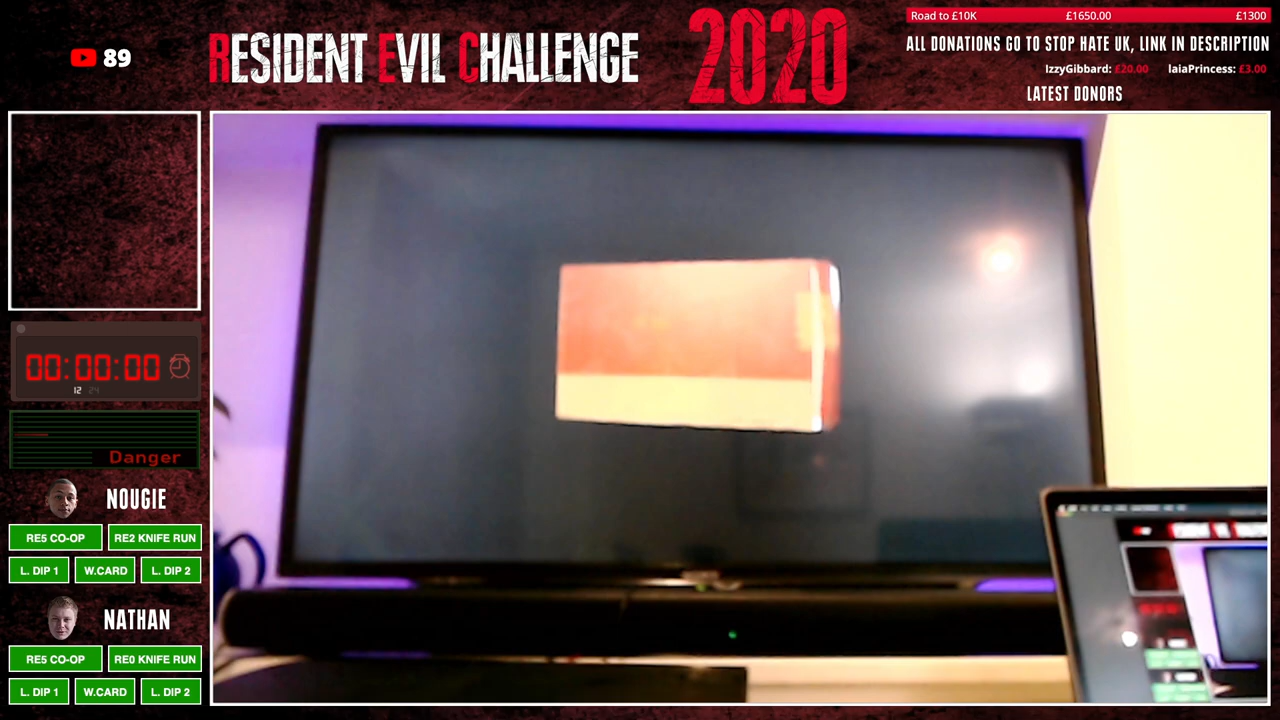 89
RESIDENT EVIL CHALLENGE
2020
Road to £10K £1650.00 £1300
ALL DONATIONS GO TO STOP HATE UK, LINK IN DESCRIPTION
IzzyGibbard: £20.00 laiaPrincess: £3.00
LATEST DONORS
00:00:00
12 24
Danger
NOUGIE
RE5 CO-OP RE2 KNIFE RUN
L. DIP 1 W.CARD L. DIP 2
NATHAN
RE5 CO-OP RE0 KNIFE RUN
L. DIP 1 W.CARD L. DIP 2